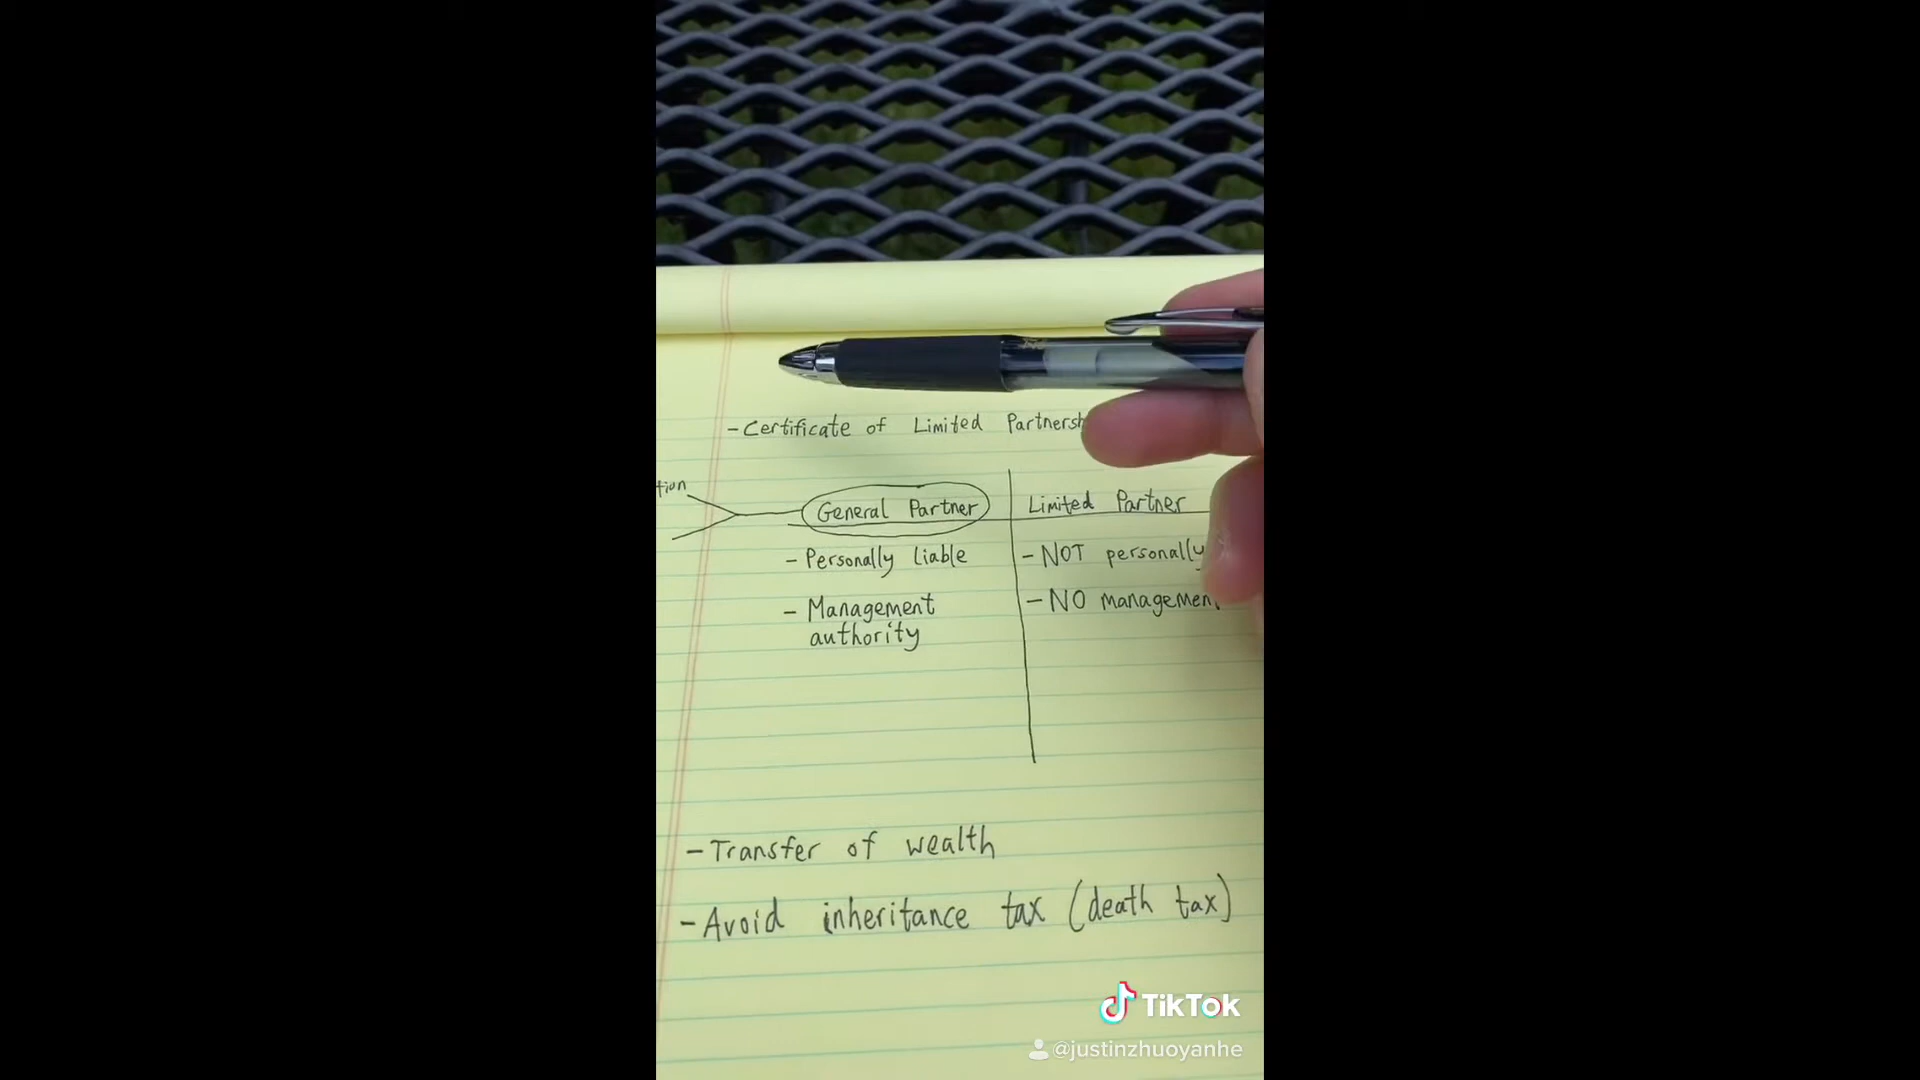 - Certificate of Limited Partnersh
tion
General Partner
Limited Partner
- Personally liable
- NOT personally
- Management
authority
- NO management
- Transfer of wealth
- Avoid inheritance tax (death tax)
TikTok
@justinzhuoyanhe